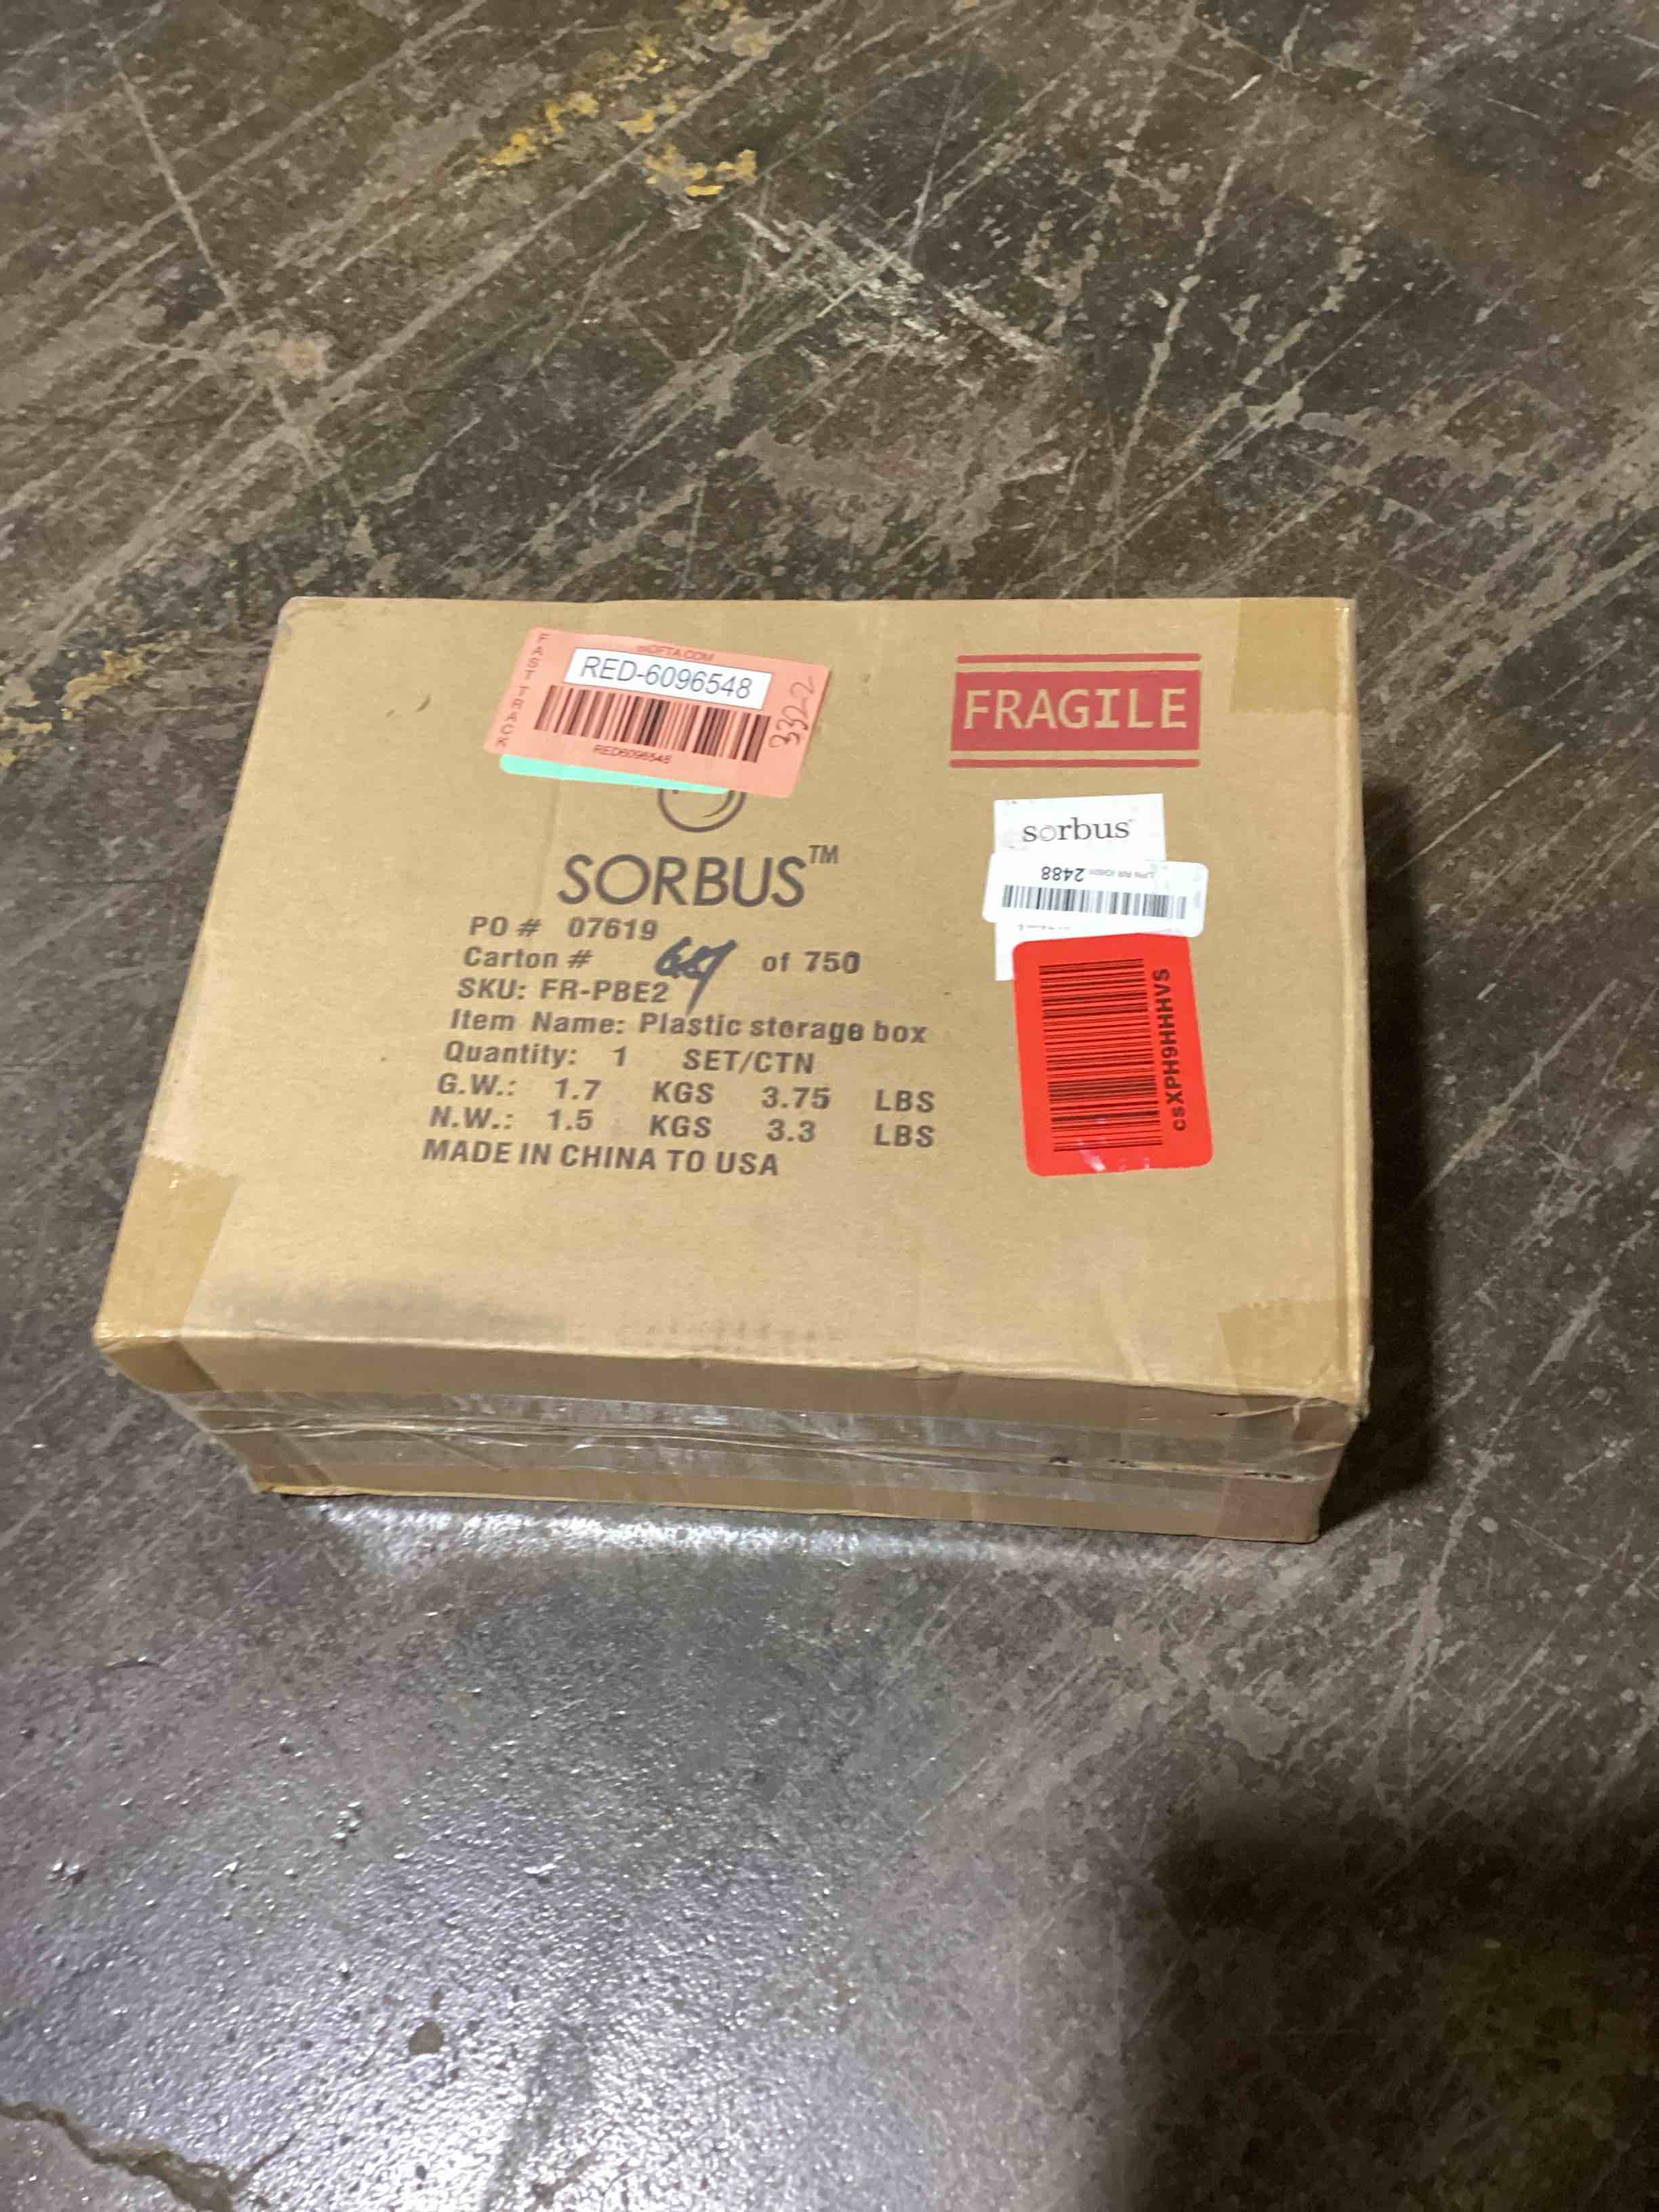 FAST TRACK
RED-6096548
3322
RED6096548
FRAGILE
SORBUS™
sorbus
2488
PO # 07619
Carton # of 750
SKU: FR-PBE2
Item Name: Plastic storage box
Quantity: 1 SET/CTN
G.W.: 1.7 KGS 3.75 LBS
N.W.: 1.5 KGS 3.3 LBS
MADE IN CHINA TO USA
csXPH9HHHVS